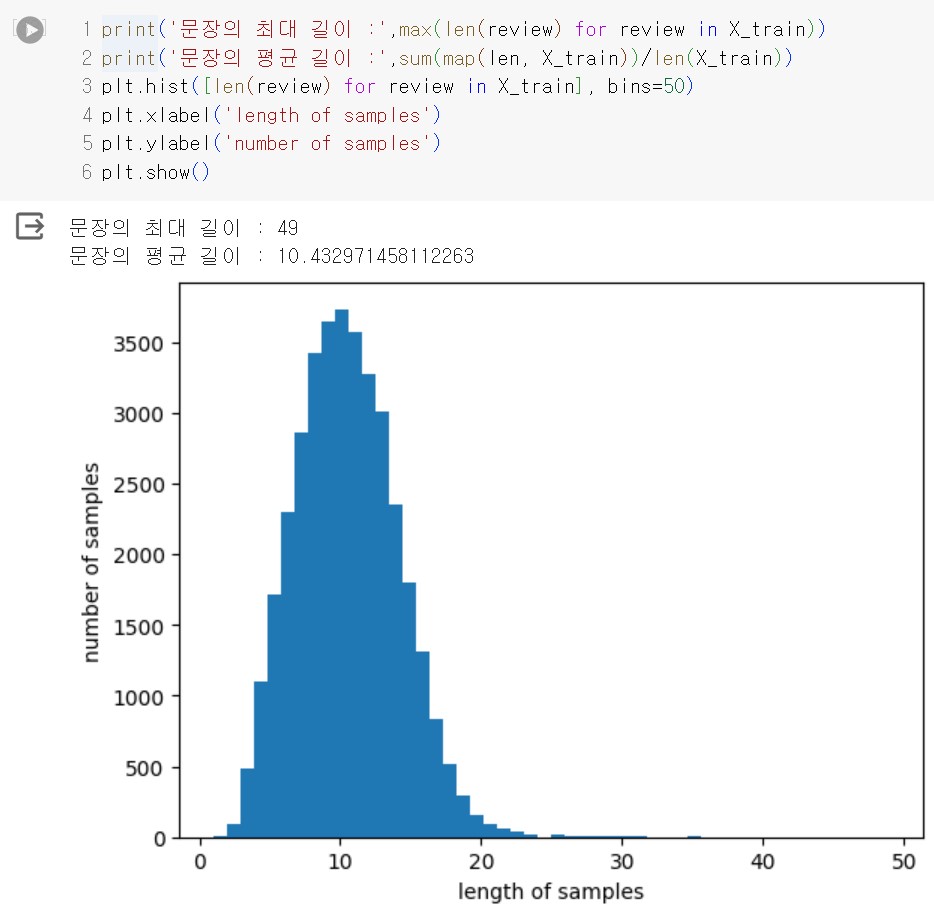 1 print('문장의 최대 길이 :',max(len(review) for review in X_train))
2 print('문장의 평균 길이 :',sum(map(len, X_train))/len(X_train))
3 plt.hist([len(review) for review in X_train], bins=50)
4 plt.xlabel('length of samples')
5 plt.ylabel('number of samples')
6 plt.show()
문장의 최대 길이 : 49
문장의 평균 길이 : 10.432971458112263
3500
3000
2500
2000
1500
1000
500
0
number of samples
0 10 20 30 40 50
length of samples